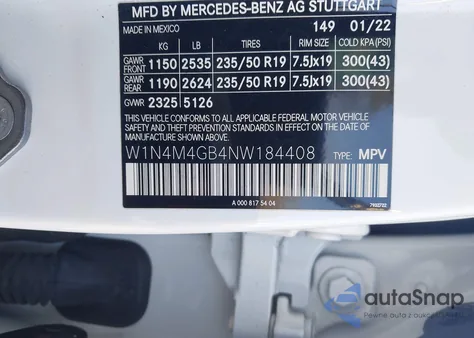 MFD BY MERCEDES-BENZ AG STUTTGART
MADE IN MEXICO 149 01/22
KG LB TIRES RIM SIZE COLD KPA (PSI)
GAWR FRONT 1150 2535 235/50 R19 7.5Jx19 300(43)
GAWR REAR 1190 2624 235/50 R19 7.5Jx19 300(43)
GVWR 2325 5126
THIS VEHICLE CONFORMS TO ALL APPLICABLE FEDERAL
MOTOR VEHICLE SAFETY, BUMPER, AND THEFT PREVENTION
STANDARDS IN EFFECT ON THE DATE OF MANUFACTURE SHOWN ABOVE.
W1N4M4GB4NW184408 TYPE: MPV
A 000 817 54 04
autoSnap
Pewne auto z